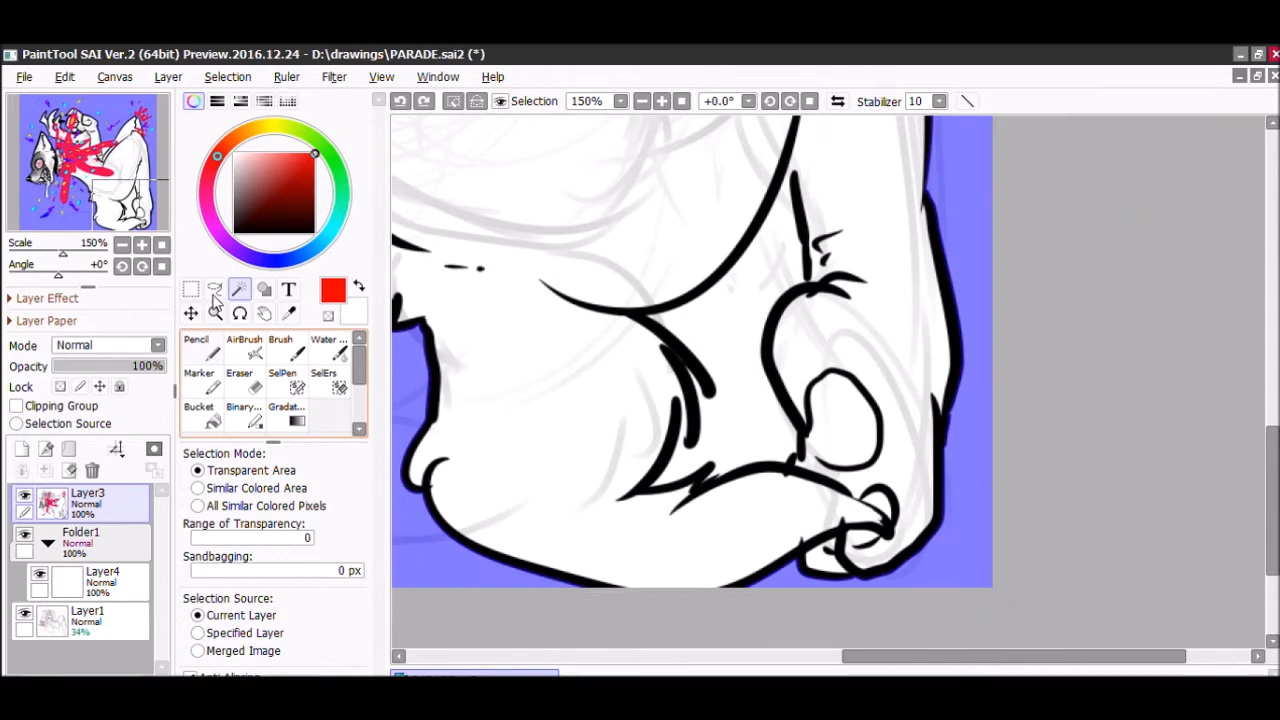 PaintTool SAI Ver.2 (64bit) Preview.2016.12.24 - D:\drawings\PARADE.sai2 (*)
File Edit Canvas Layer Selection Ruler Filter View Window Help
Selection 150% +0.0° Stabilizer 10
Scale 150%
Angle +0°
Layer Effect
Layer Paper
Mode Normal
Opacity 100%
Lock
Clipping Group
Selection Source
Layer3
Normal
100%
Folder1
Normal
100%
Layer4
Normal
100%
Layer1
Normal
34%
T
Pencil AirBrush Brush Water ...
Marker Eraser SelPen SelErs
Bucket Binary... Gradat...
Selection Mode:
Transparent Area
Similar Colored Area
All Similar Colored Pixels
Range of Transparency:
0
Sandbagging:
0 px
Selection Source:
Current Layer
Specified Layer
Merged Image